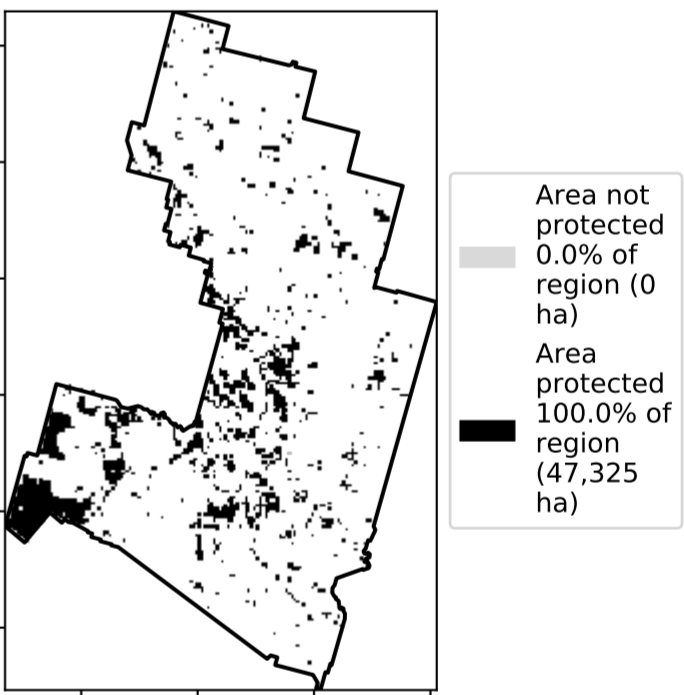 Area not
protected
0.0% of
region (0
ha)
Area
protected
100.0% of
region
(47,325
ha)